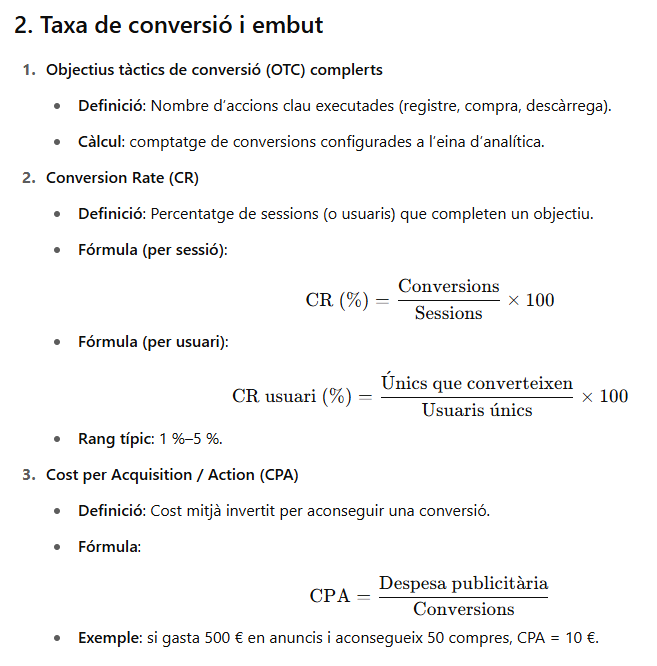 2. Taxa de conversió i embut
1. Objectius tàctics de conversió (OTC) complerts
• Definició: Nombre d’accions clau executades (registre, compra, descàrrega).
• Càlcul: comptatge de conversions configurades a l’eina d’analítica.
2. Conversion Rate (CR)
• Definició: Percentatge de sessions (o usuaris) que completen un objectiu.
• Fórmula (per sessió):
CR (%) = Conversions / Sessions × 100
• Fórmula (per usuari):
CR usuari (%) = Únics que converteixen / Usuaris únics × 100
• Rang típic: 1 %–5 %.
3. Cost per Acquisition / Action (CPA)
• Definició: Cost mitjà invertit per aconseguir una conversió.
• Fórmula:
CPA = Despesa publicitària / Conversions
• Exemple: si gasta 500 € en anuncis i aconsegueix 50 compres, CPA = 10 €.